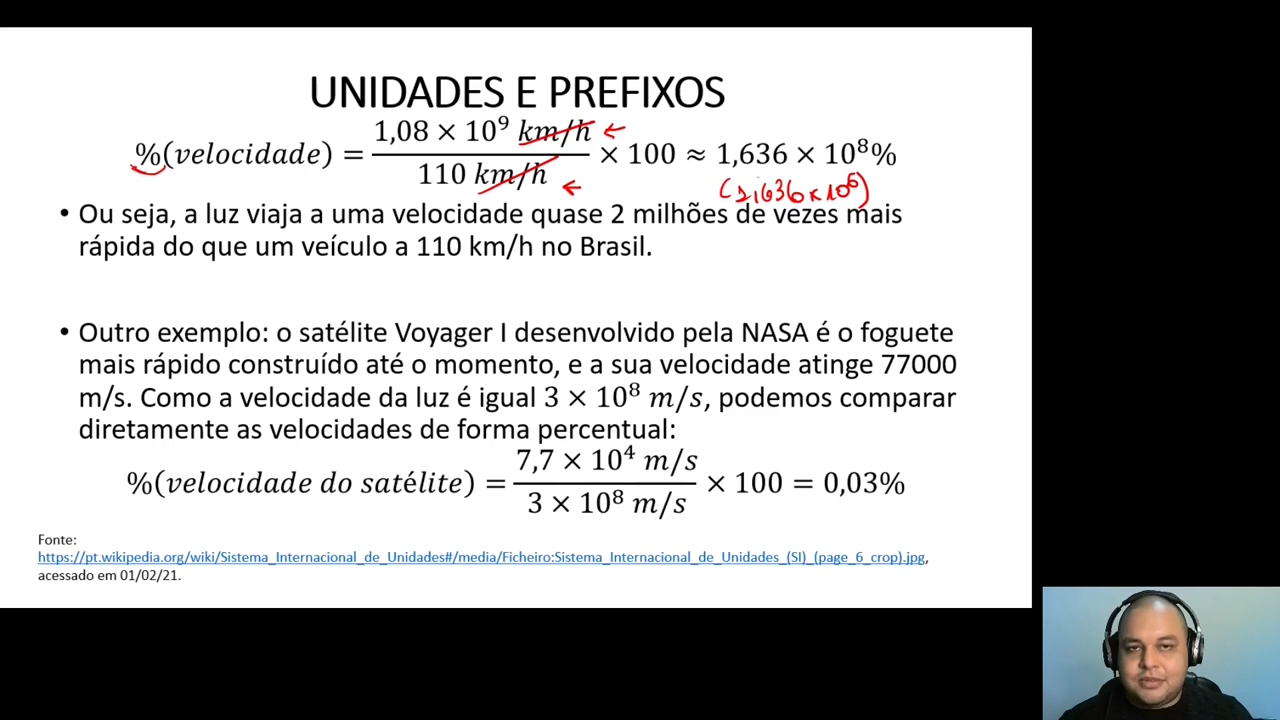 UNIDADES E PREFIXOS
%(velocidade) = 1,08 × 10⁹ km/h / 110 km/h × 100 ≈ 1,636 × 10⁸%
(1,636 × 10⁶)
• Ou seja, a luz viaja a uma velocidade quase 2 milhões de vezes mais
rápida do que um veículo a 110 km/h no Brasil.
• Outro exemplo: o satélite Voyager I desenvolvido pela NASA é o foguete
mais rápido construído até o momento, e a sua velocidade atinge 77000
m/s. Como a velocidade da luz é igual 3 × 10⁸ m/s, podemos comparar
diretamente as velocidades de forma percentual:
%(velocidade do satélite) = 7,7 × 10⁴ m/s / 3 × 10⁸ m/s × 100 = 0,03%
Fonte:
https://pt.wikipedia.org/wiki/Sistema_Internacional_de_Unidades#/media/Ficheiro:Sistema_Internacional_de_Unidades_(SI)_(page_6_crop).jpg,
acessado em 01/02/21.